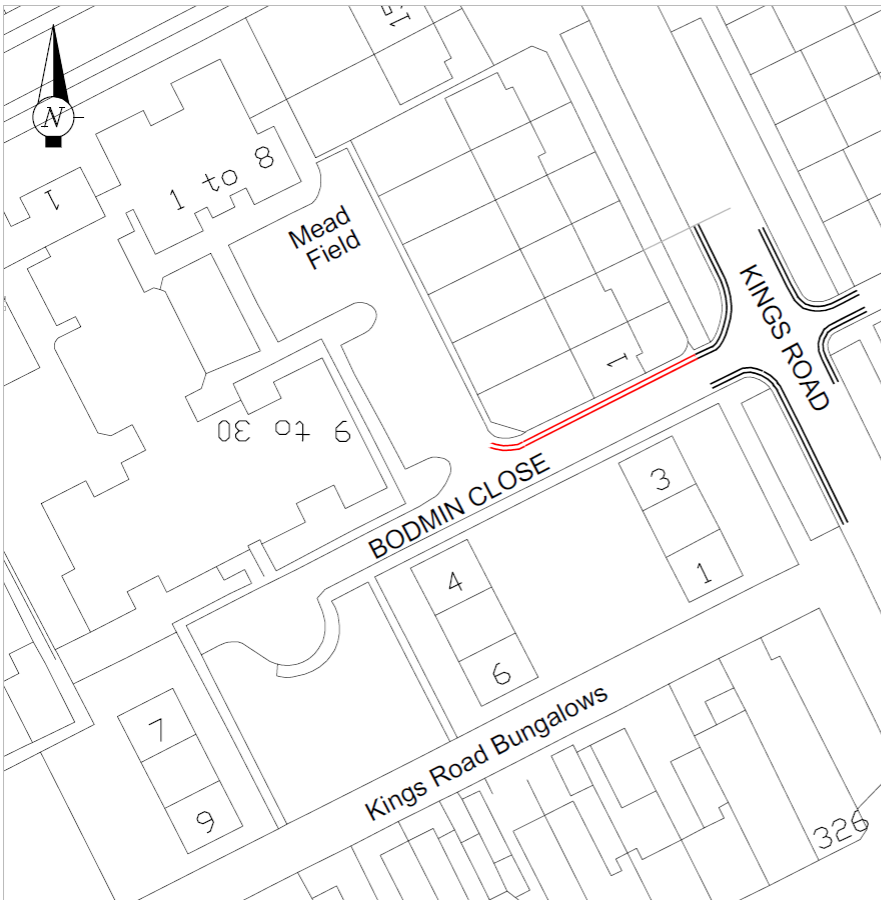 15
N
1 to 8
1
Mead
Field
KINGS ROAD
1
9 to 30
BODMIN CLOSE
3
1
4
6
7
9
Kings Road Bungalows
326